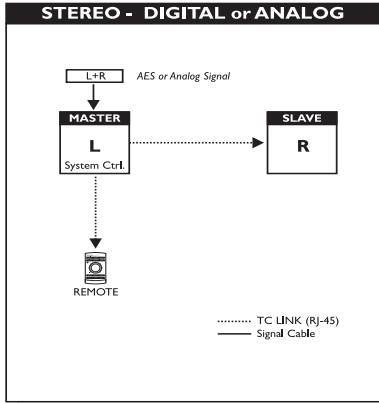 STEREO - DIGITAL or ANALOG
L+R AES or Analog Signal
MASTER SLAVE
L R
System Ctrl.
REMOTE
TC LINK (RJ-45)
Signal Cable